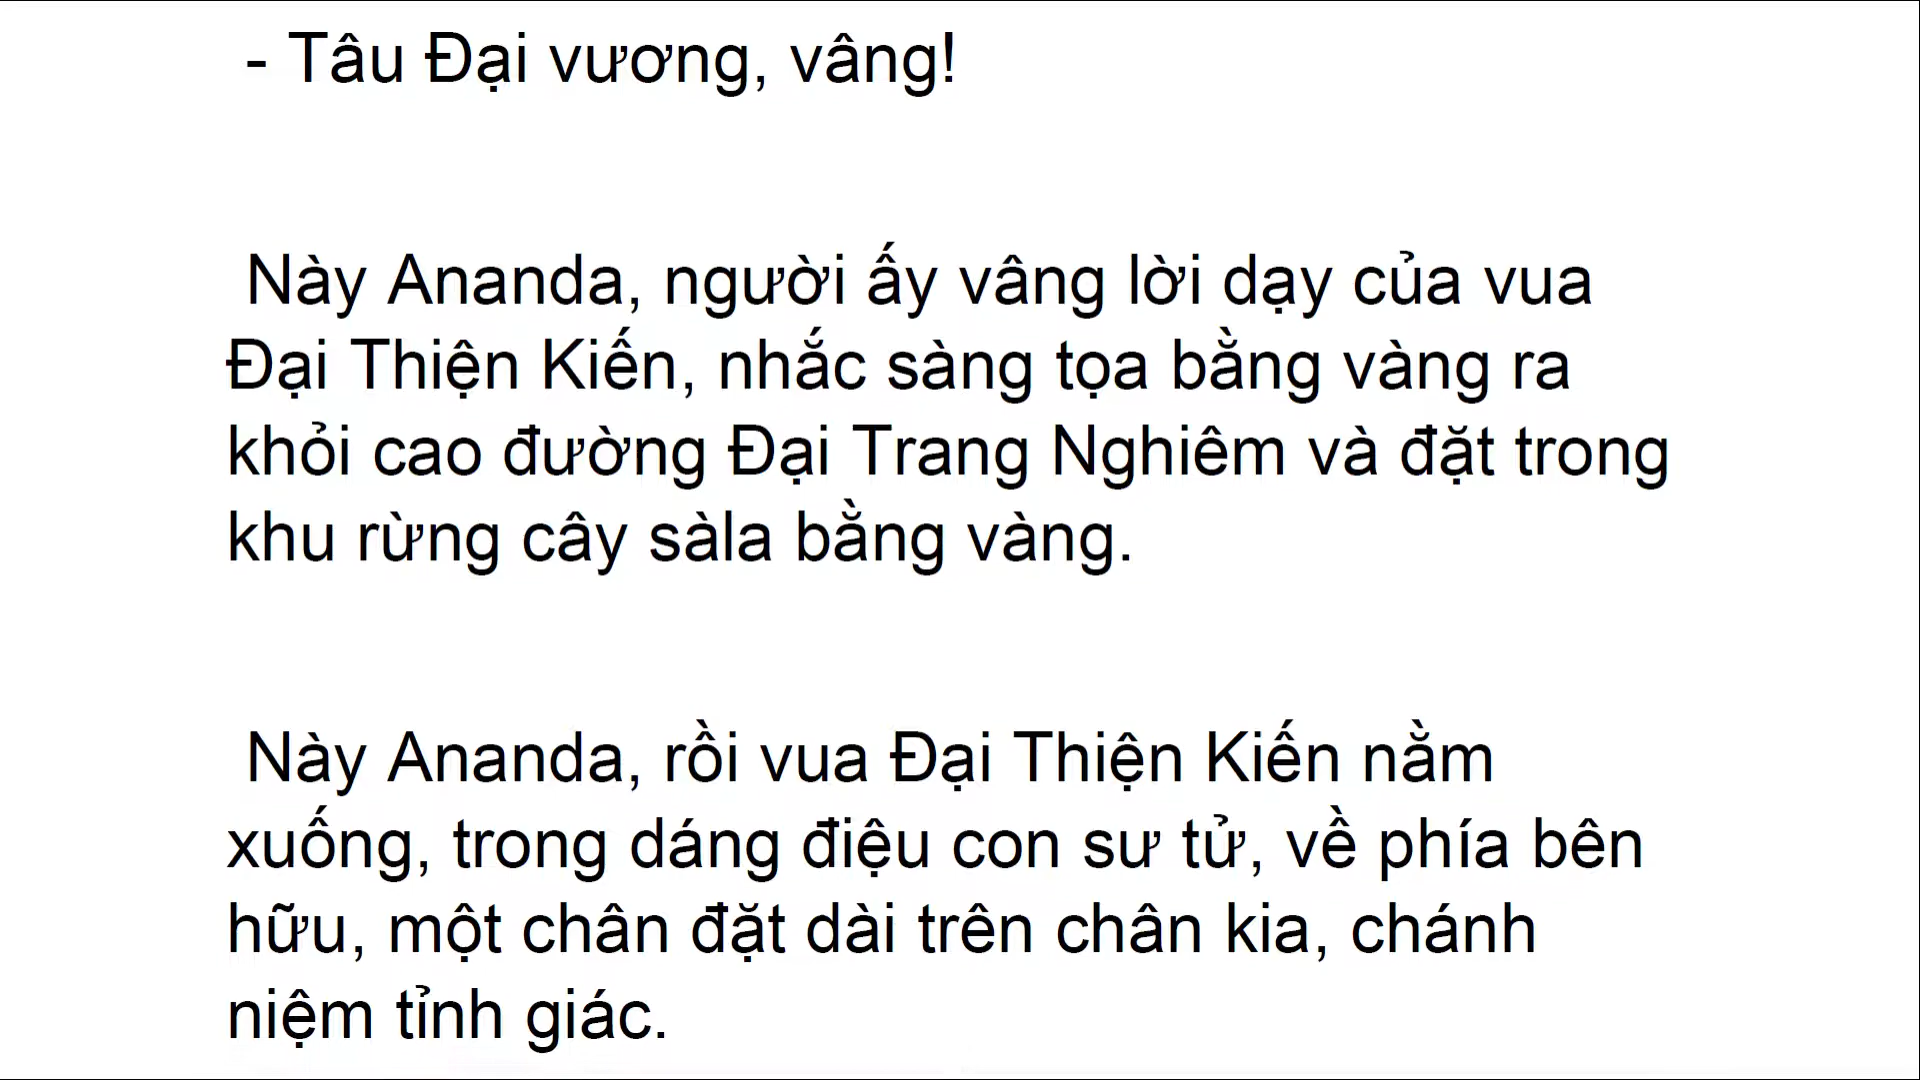 - Tâu Đại vương, vâng!
Này Ananda, người ấy vâng lời dạy của vua
Đại Thiện Kiến, nhắc sàng tọa bằng vàng ra
khỏi cao đường Đại Trang Nghiêm và đặt trong
khu rừng cây sàla bằng vàng.
Này Ananda, rồi vua Đại Thiện Kiến nằm
xuống, trong dáng điệu con sư tử, về phía bên
hữu, một chân đặt dài trên chân kia, chánh
niệm tỉnh giác.